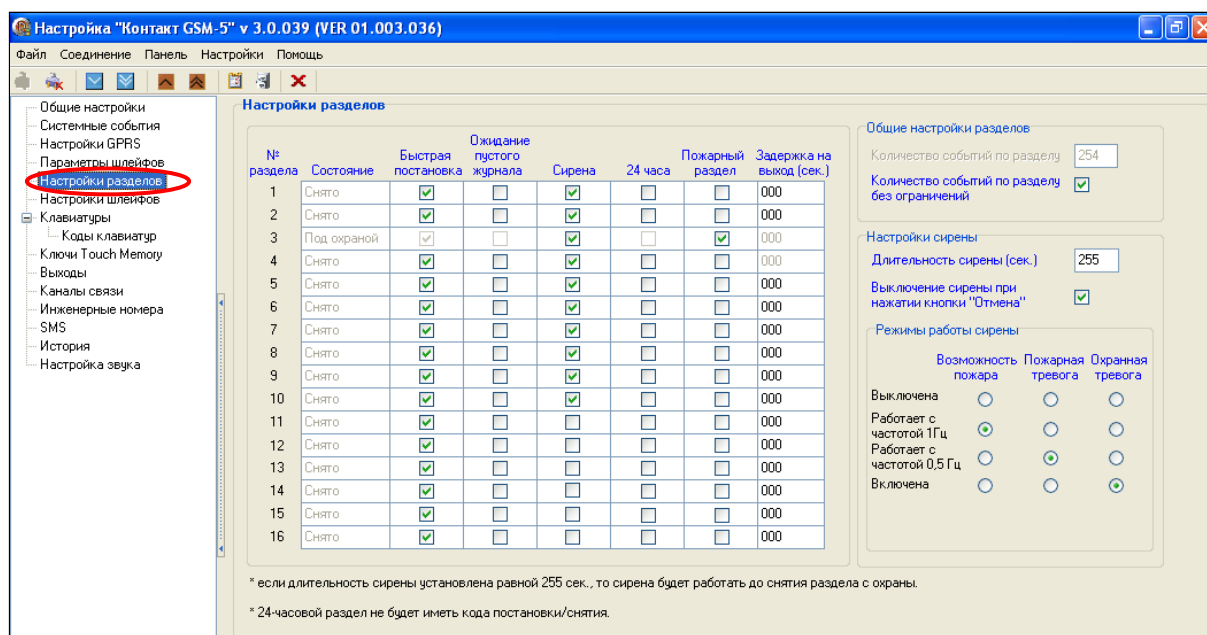 Настройка "Контакт GSM-5" v 3.0.039 (VER 01.003.036)
Файл Соединение Панель Настройки Помощь
Общие настройки
Системные события
Настройки GPRS
Параметры шлейфов
Настройки разделов
Настройки шлейфов
Клавиатуры
Коды клавиатур
Ключи Touch Memory
Выходы
Каналы связи
Инженерные номера
SMS
История
Настройка звука
Настройки разделов
№ раздела Состояние Быстрая постановка Ожидание пустого журнала Сирена 24 часа Пожарный раздел Задержка на выход (сек.)
1 Снято 000
2 Снято 000
3 Под охраной 000
4 Снято 000
5 Снято 000
6 Снято 000
7 Снято 000
8 Снято 000
9 Снято 000
10 Снято 000
11 Снято 000
12 Снято 000
13 Снято 000
14 Снято 000
15 Снято 000
16 Снято 000
* если длительность сирены установлена равной 255 сек., то сирена будет работать до снятия раздела с охраны.
* 24-часовой раздел не будет иметь кода постановки/снятия.
Общие настройки разделов
Количество событий по разделу 254
Количество событий по разделу
без ограничений
Настройки сирены
Длительность сирены (сек.) 255
Выключение сирены при
нажатии кнопки "Отмена"
Режимы работы сирены
Возможность пожара Пожарная тревога Охранная тревога
Выключена
Работает с
частотой 1Гц
Работает с
частотой 0,5 Гц
Включена